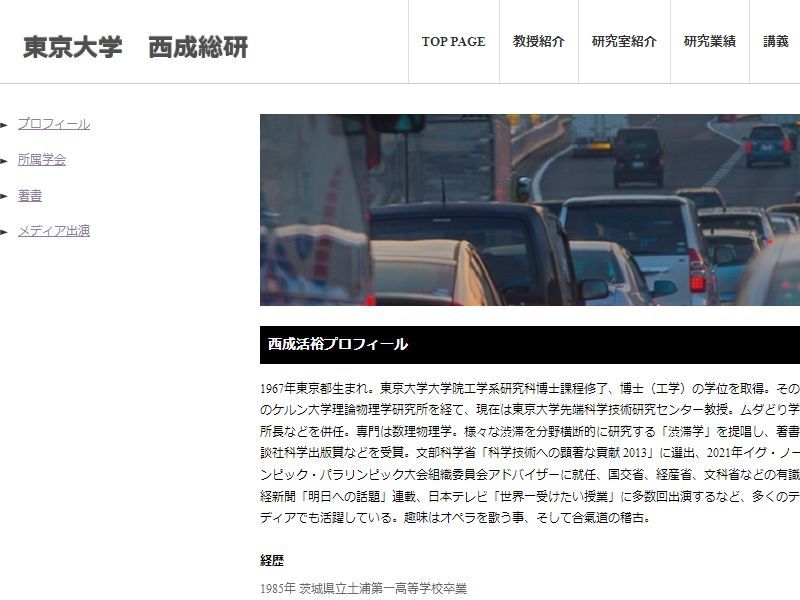 東京大学　西成総研
TOP PAGE
教授紹介
研究室紹介
研究業績
講義
プロフィール
所属学会
著書
メディア出演
西成活裕プロフィール
1967年東京都生まれ。東京大学大学院工学系研究科博士課程修了、博士（工学）の学位を取得。その
のケルン大学理論物理学研究所を経て、現在は東京大学先端科学技術研究センター教授。ムダどり学
所長などを併任。専門は数理物理学。様々な渋滞を分野横断的に研究する「渋滞学」を提唱し、著書
談社科学出版賞などを受賞。文部科学省「科学技術への顕著な貢献 2013」に選出、2021年イグ・ノー
ンピック・パラリンピック大会組織委員会アドバイザーに就任、国交省、経産省、文科省などの有識
経新聞「明日への話題」連載、日本テレビ「世界一受けたい授業」に多数回出演するなど、多くのテ
ディアでも活躍している。趣味はオペラを歌う事、そして合氣道の稽古。
経歴
1985年 茨城県立土浦第一高等学校卒業